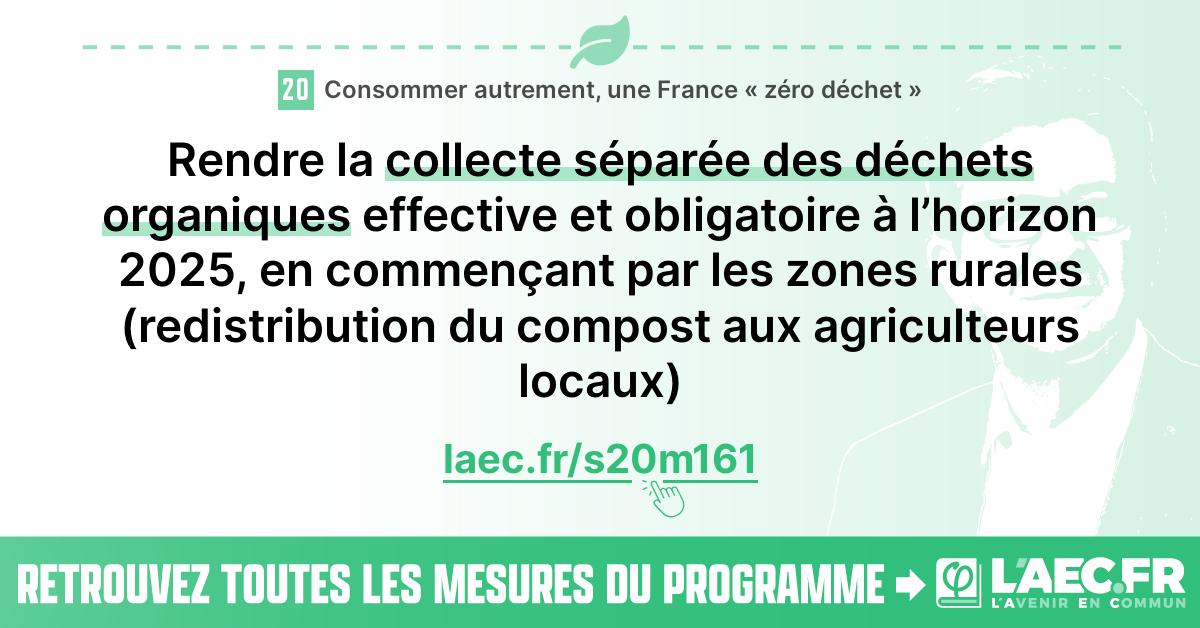 20 Consommer autrement, une France « zéro déchet »
Rendre la collecte séparée des déchets
organiques effective et obligatoire à l’horizon
2025, en commençant par les zones rurales
(redistribution du compost aux agriculteurs
locaux)
laec.fr/s20m161
RETROUVEZ TOUTES LES MESURES DU PROGRAMME
φ L'AEC.FR
L'AVENIR EN COMMUN